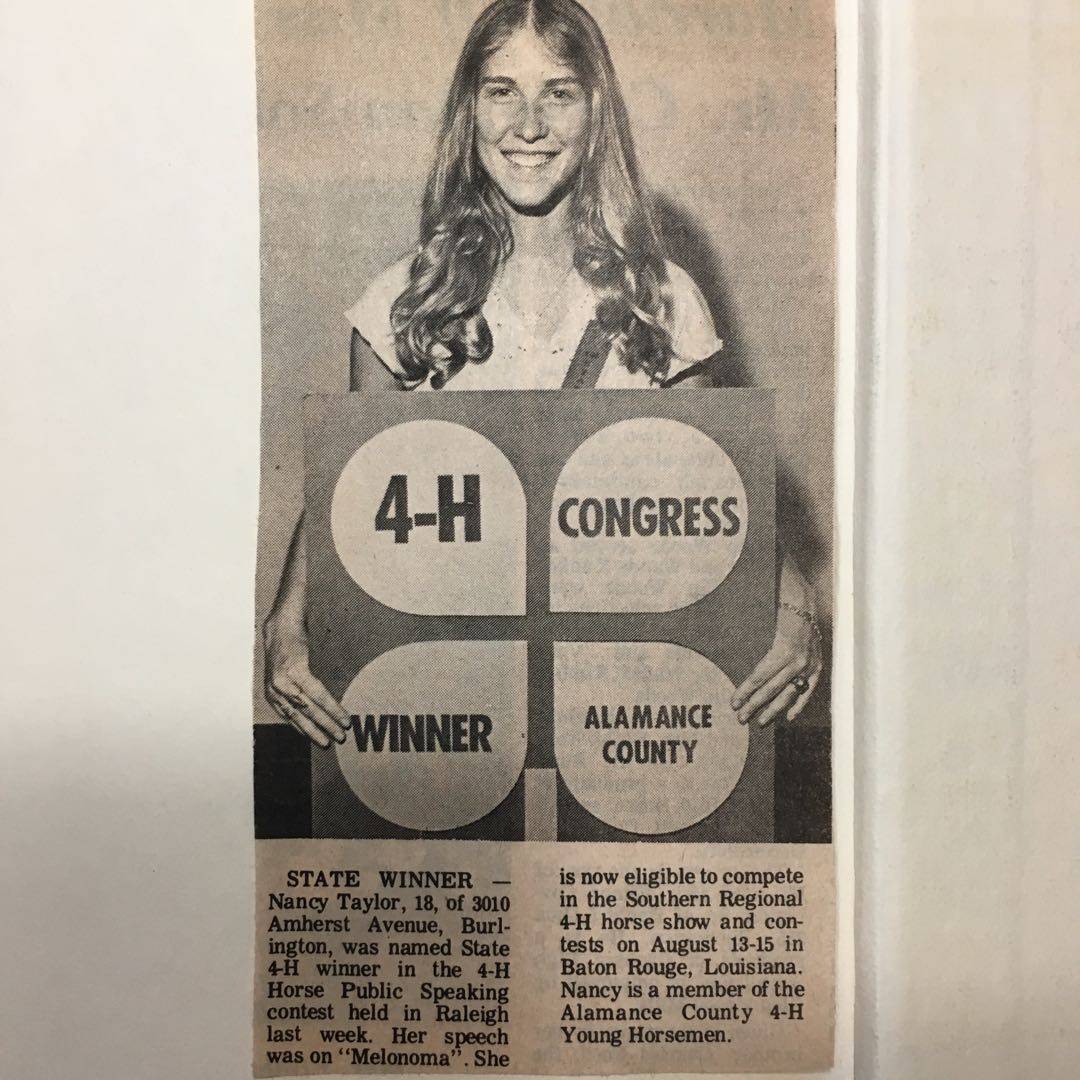 4-H
CONGRESS
WINNER
ALAMANCE
COUNTY
STATE WINNER —
Nancy Taylor, 18, of 3010
Amherst Avenue, Burl-
ington, was named State
4-H winner in the 4-H
Horse Public Speaking
contest held in Raleigh
last week. Her speech
was on "Melonoma". She
is now eligible to compete
in the Southern Regional
4-H horse show and con-
tests on August 13-15 in
Baton Rouge, Louisiana.
Nancy is a member of the
Alamance County 4-H
Young Horsemen.